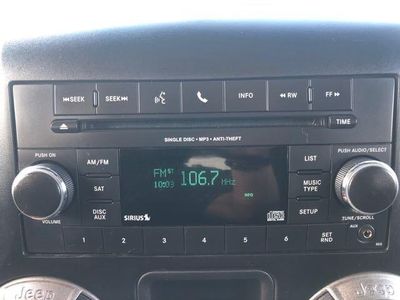 |<<SEEK SEEK>>| INFO <<RW FF>>
TIME
SINGLE DISC • MP3 • ANTI-THEFT
PUSH ON PUSH AUDIO/SELECT
AM/FM LIST
FM ST
10:03 106.7 MHz
SAT MUSIC TYPE
DISC AUX SIRIUS SETUP
VOLUME TUNE/SCROLL
AUX
1 2 3 4 5 6 SET RND
Jeep Jeep